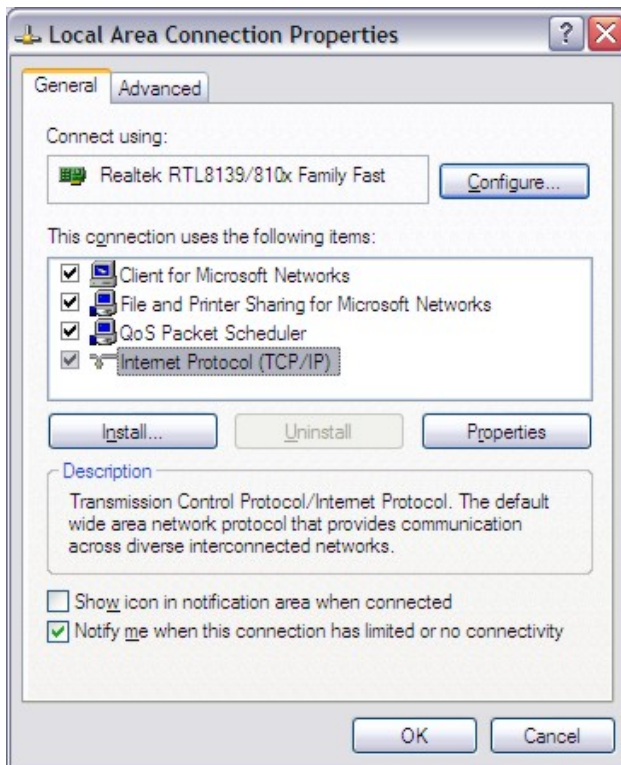 Local Area Connection Properties
General
Advanced
Connect using:
Realtek RTL8139/810x Family Fast
Configure...
This connection uses the following items:
Client for Microsoft Networks
File and Printer Sharing for Microsoft Networks
QoS Packet Scheduler
Internet Protocol (TCP/IP)
Install...
Uninstall
Properties
Description
Transmission Control Protocol/Internet Protocol. The default
wide area network protocol that provides communication
across diverse interconnected networks.
Show icon in notification area when connected
Notify me when this connection has limited or no connectivity
OK
Cancel